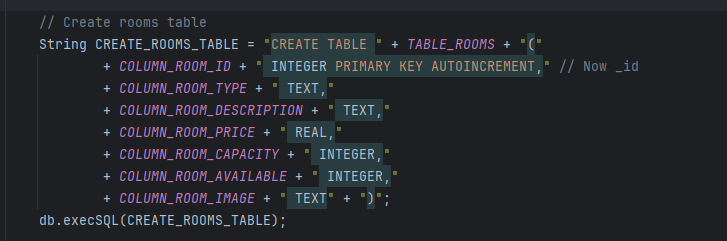 // Create rooms table
String CREATE_ROOMS_TABLE = "CREATE TABLE " + TABLE_ROOMS + "("
+ COLUMN_ROOM_ID + " INTEGER PRIMARY KEY AUTOINCREMENT," // Now _id
+ COLUMN_ROOM_TYPE + " TEXT,"
+ COLUMN_ROOM_DESCRIPTION + " TEXT,"
+ COLUMN_ROOM_PRICE + " REAL,"
+ COLUMN_ROOM_CAPACITY + " INTEGER,"
+ COLUMN_ROOM_AVAILABLE + " INTEGER,"
+ COLUMN_ROOM_IMAGE + " TEXT" + ")";
db.execSQL(CREATE_ROOMS_TABLE);